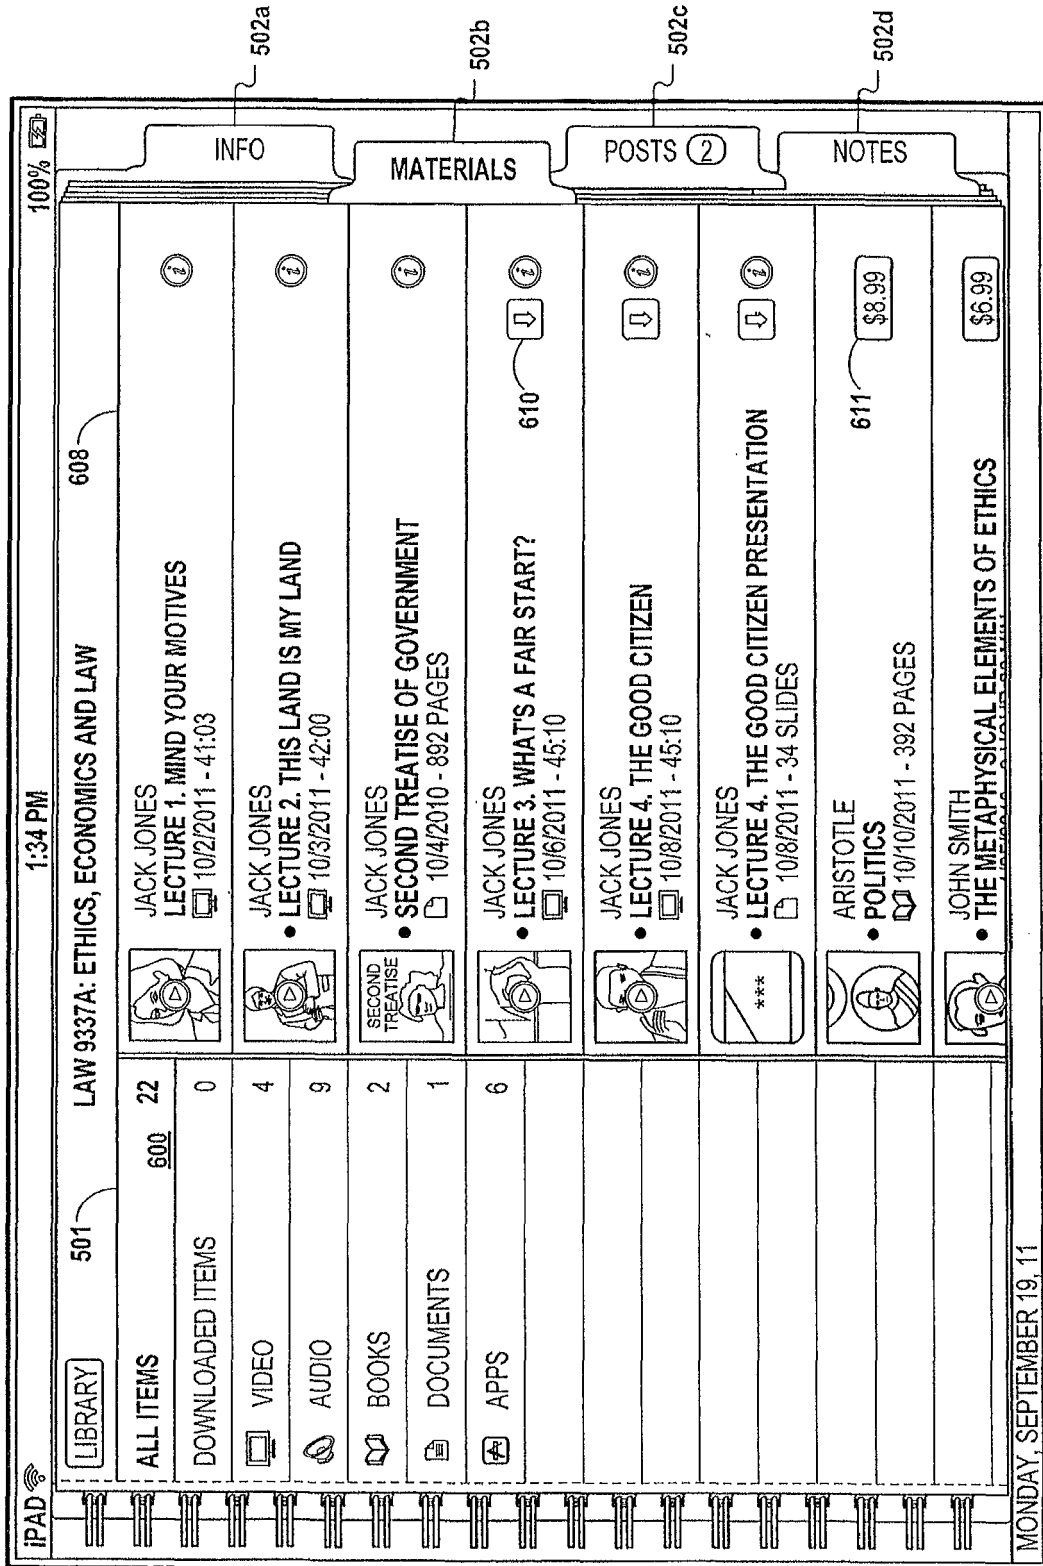 iPAD
1:34 PM
100%
LIBRARY
501
LAW 9337A: ETHICS, ECONOMICS AND LAW
608
ALL ITEMS 22
600
DOWNLOADED ITEMS 0
VIDEO 4
AUDIO 9
BOOKS 2
DOCUMENTS 1
APPS 6
JACK JONES
LECTURE 1. MIND YOUR MOTIVES
10/2/2011 - 41:03
i
JACK JONES
• LECTURE 2. THIS LAND IS MY LAND
10/3/2011 - 42:00
i
SECOND
TREATISE
JACK JONES
• SECOND TREATISE OF GOVERNMENT
10/4/2010 - 892 PAGES
i
JACK JONES
• LECTURE 3. WHAT'S A FAIR START?
10/6/2011 - 45:10
610
i
JACK JONES
• LECTURE 4. THE GOOD CITIZEN
10/8/2011 - 45:10
i
***
JACK JONES
• LECTURE 4. THE GOOD CITIZEN PRESENTATION
10/8/2011 - 34 SLIDES
i
ARISTOTLE
• POLITICS
10/10/2011 - 392 PAGES
611
$8.99
JOHN SMITH
• THE METAPHYSICAL ELEMENTS OF ETHICS
$6.99
INFO
502a
MATERIALS
502b
POSTS 2
502c
NOTES
502d
MONDAY, SEPTEMBER 19, 11